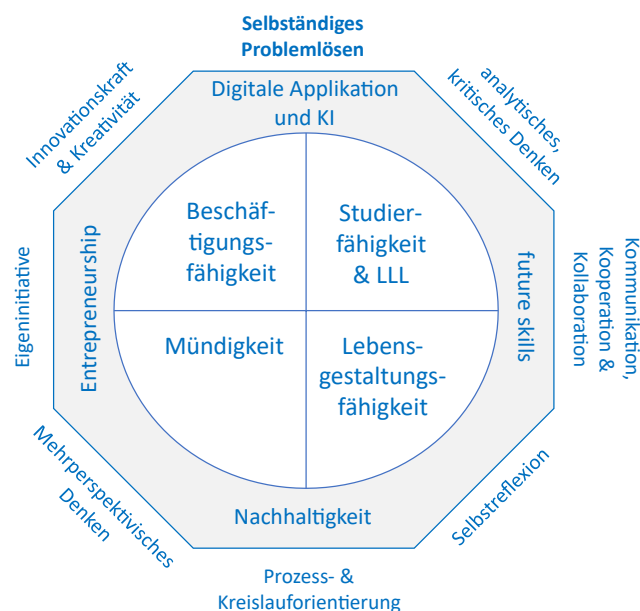 Selbständiges
Problemlösen
Innovationskraft
& Kreativität
analytisches,
kritisches Denken
Digitale Applikation
und KI
Beschäf-
tigungs-
fähigkeit
Studier-
fähigkeit
& LLL
Eigeninitiative
Entrepreneurship
future skills
Kommunikation,
Kooperation &
Kollaboration
Mündigkeit
Lebens-
gestaltungs-
fähigkeit
Mehrperspektivisches
Denken
Nachhaltigkeit
Selbstreflexion
Prozess- &
Kreislauforientierung